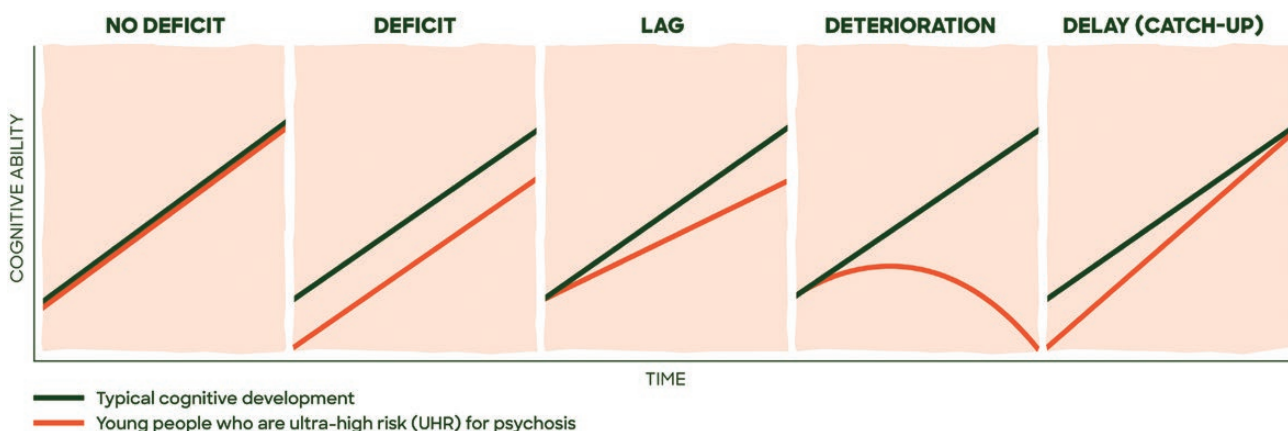 NO DEFICIT
DEFICIT
LAG
DETERIORATION
DELAY (CATCH-UP)
COGNITIVE ABILITY
TIME
Typical cognitive development
Young people who are ultra-high risk (UHR) for psychosis